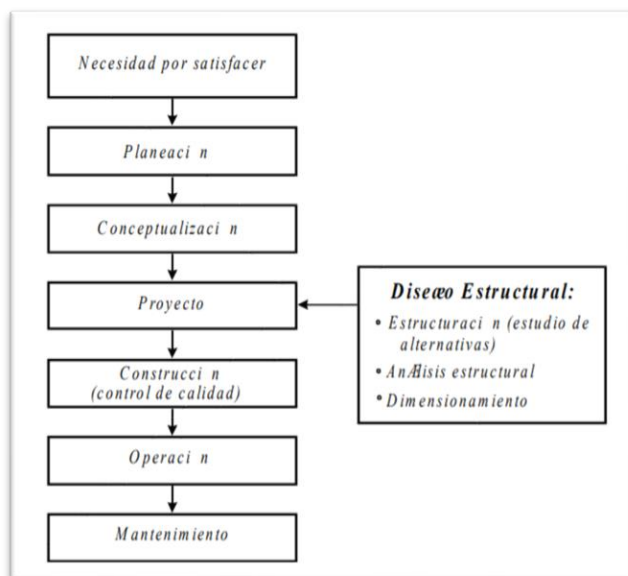 Necesidad por satisfacer
Planeaci n
Conceptualizaci n
Proyecto
Construcci n
(control de calidad)
Operaci n
Mantenimiento
Diseæo Estructural:
• Estructuraci n (estudio de
alternativas)
• AnÆlisis estructural
• Dimensionamiento